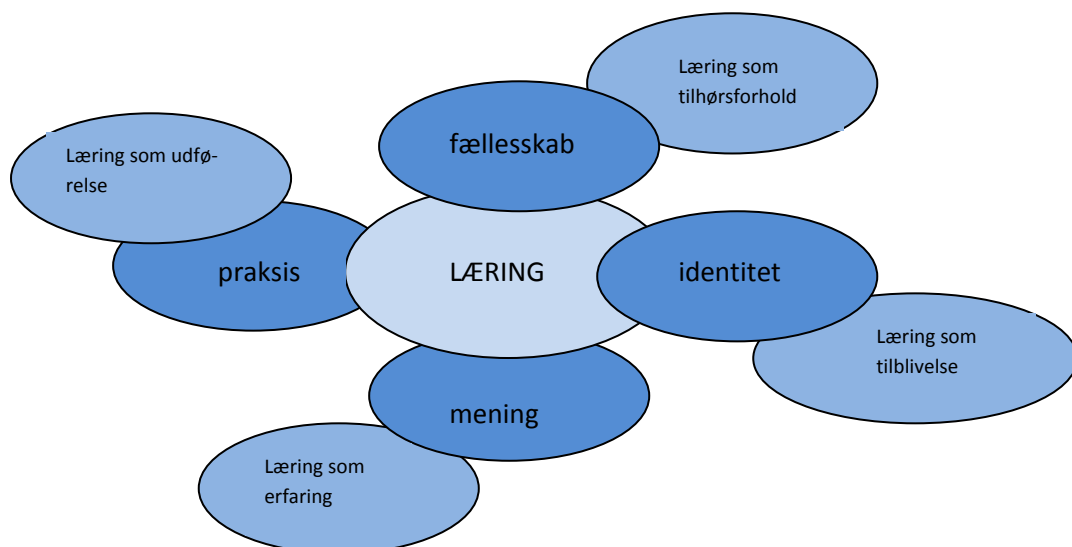 Læring som
tilhørsforhold
fællesskab
Læring som udfø-
relse
praksis
LÆRING
identitet
Læring som
tilblivelse
mening
Læring som
erfaring